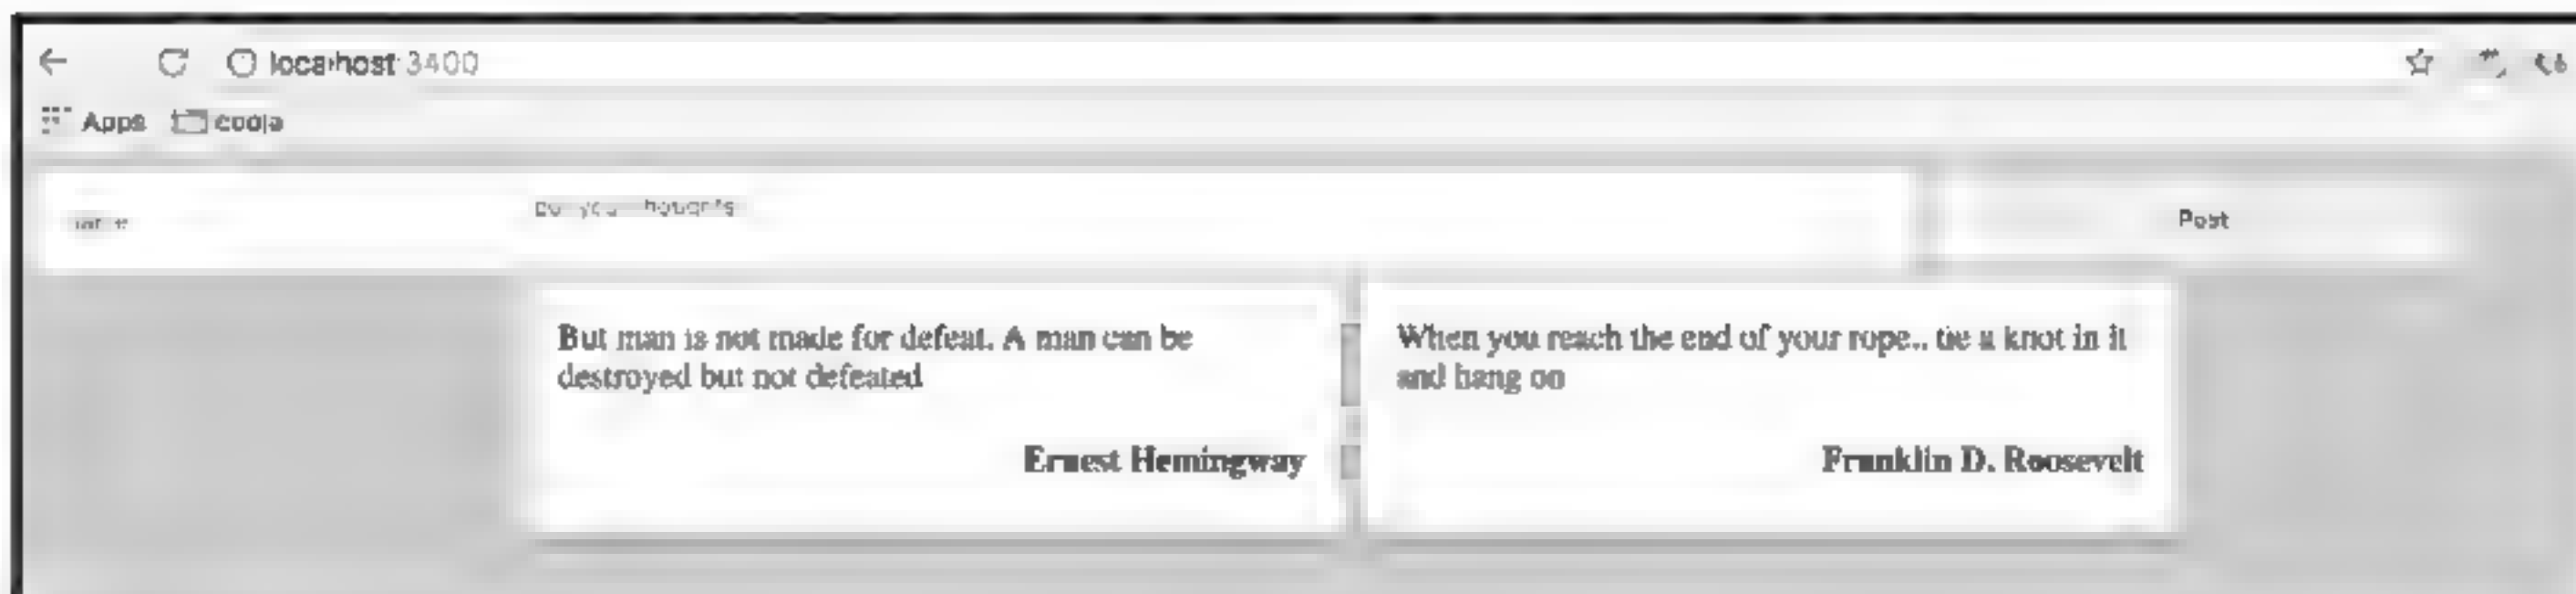 localhost:3400
Apps
thoughts
Post
But man is not made for defeat. A man can be
destroyed but not defeated
Ernest Hemingway
When you reach the end of your rope.. tie a knot in it
and hang on
Franklin D. Roosevelt